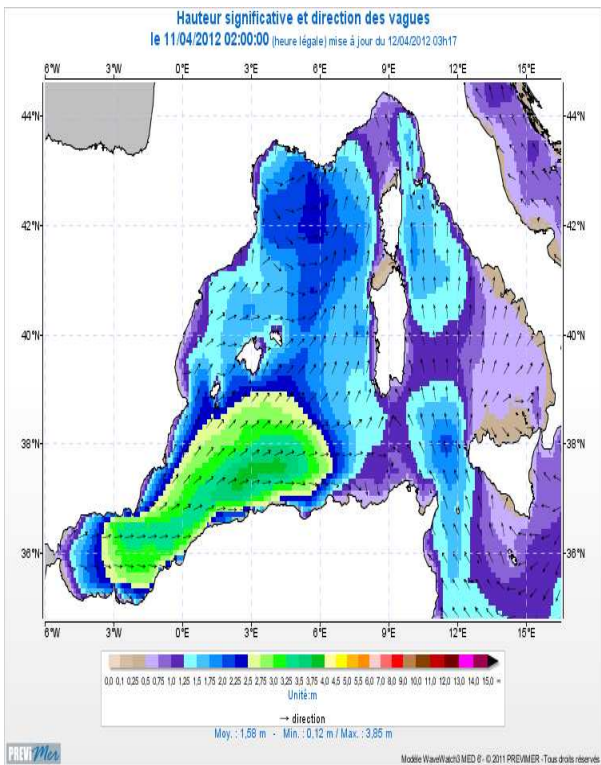 Hauteur significative et direction des vagues
le 11/04/2012 02:00:00 (heure légale) mise à jour du 12/04/2012 03h17
6°W 3°W 0°E 3°E 6°E 9°E 12°E 15°E
44°N 44°N
42°N 42°N
40°N 40°N
38°N 38°N
36°N 36°N
6°W 3°W 0°E 3°E 6°E 9°E 12°E 15°E
0,0 0,1 0,25 0,5 0,75 1,0 1,25 1,5 1,75 2,0 2,25 2,5 2,75 3,0 3,25 3,5 3,75 4,0 4,5 5,0 5,5 6,0 7,0 8,0 9,0 10,0 11,0 12,0 13,0 14,0 15,0 ∞
Unité:m
→ direction
Moy. : 1,58 m - Min. : 0,12 m / Max. : 3,85 m
PREViMer
Modèle WaveWatch3 MED 6' - © 2011 PREVIMER - Tous droits réservés